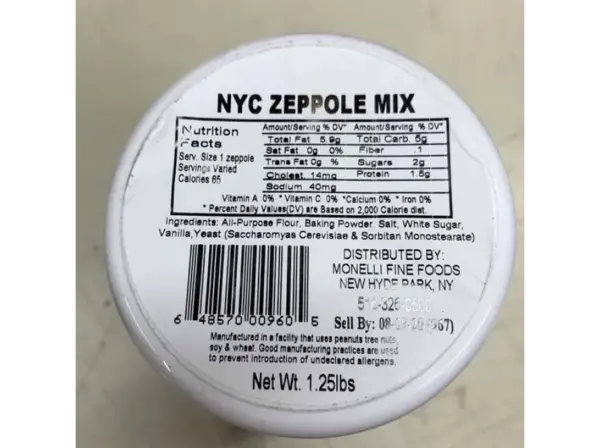 NYC ZEPPOLE MIX
Nutrition Facts
Serv. Size 1 zeppole
Servings Varied
Calories 65
Amount/Serving % DV* Amount/Serving % DV*
Total Fat 5.9g Total Carb. 5g
Sat Fat 0g 0% Fiber 1
Trans Fat 0g % Sugars 2g
Cholest. 14mg Protein 1.5g
Sodium 40mg
Vitamin A 0% * Vitamin C 0% *Calcium 0% * Iron 0%
* Percent Daily Values(DV) are Based on 2,000 Calorie diet.
Ingredients: All-Purpose Flour, Baking Powder, Salt, White Sugar,
Vanilla, Yeast (Saccharomyas Cerevisiae & Sorbitan Monostearate)
DISTRIBUTED BY:
MONELLI FINE FOODS
NEW HYDE PARK, NY
6 48570 00960 5
Sell By:
Manufactured in a facility that uses peanuts tree nuts,
soy & wheat. Good manufacturing practices are used
to prevent introduction of undeclared allergens.
Net Wt. 1.25lbs